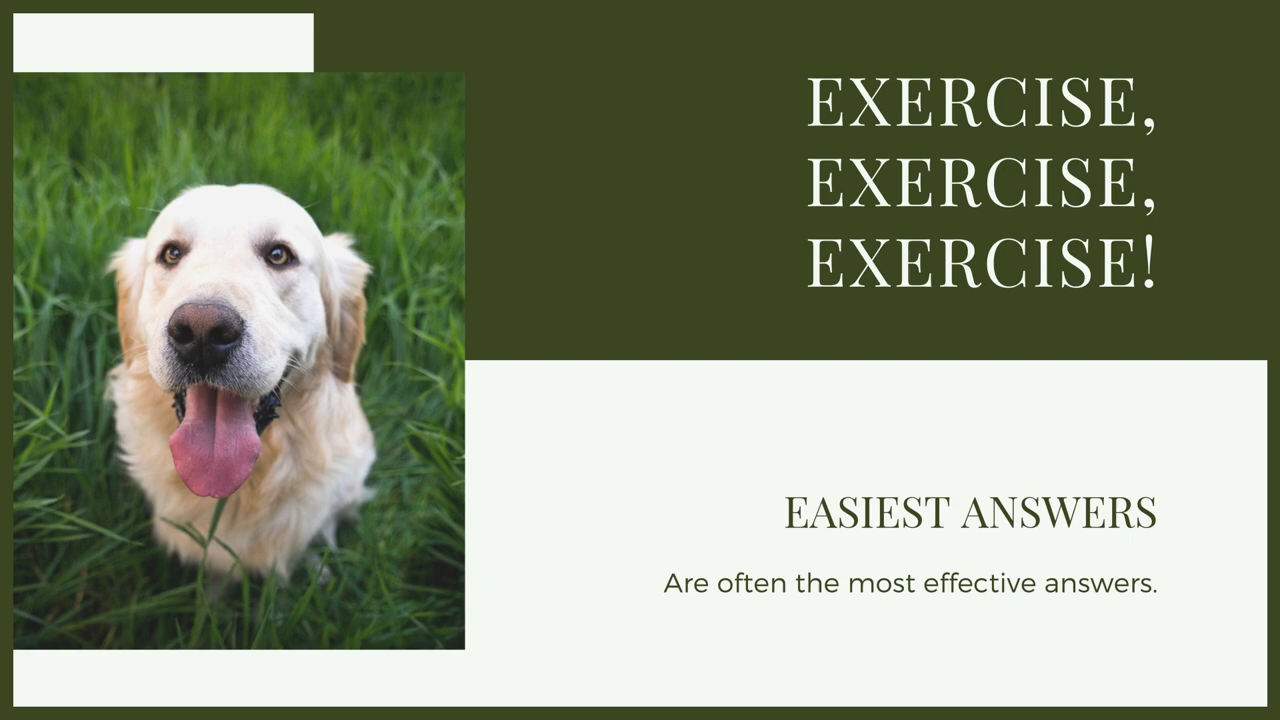 EXERCISE,
EXERCISE,
EXERCISE!
EASIEST ANSWERS
Are often the most effective answers.